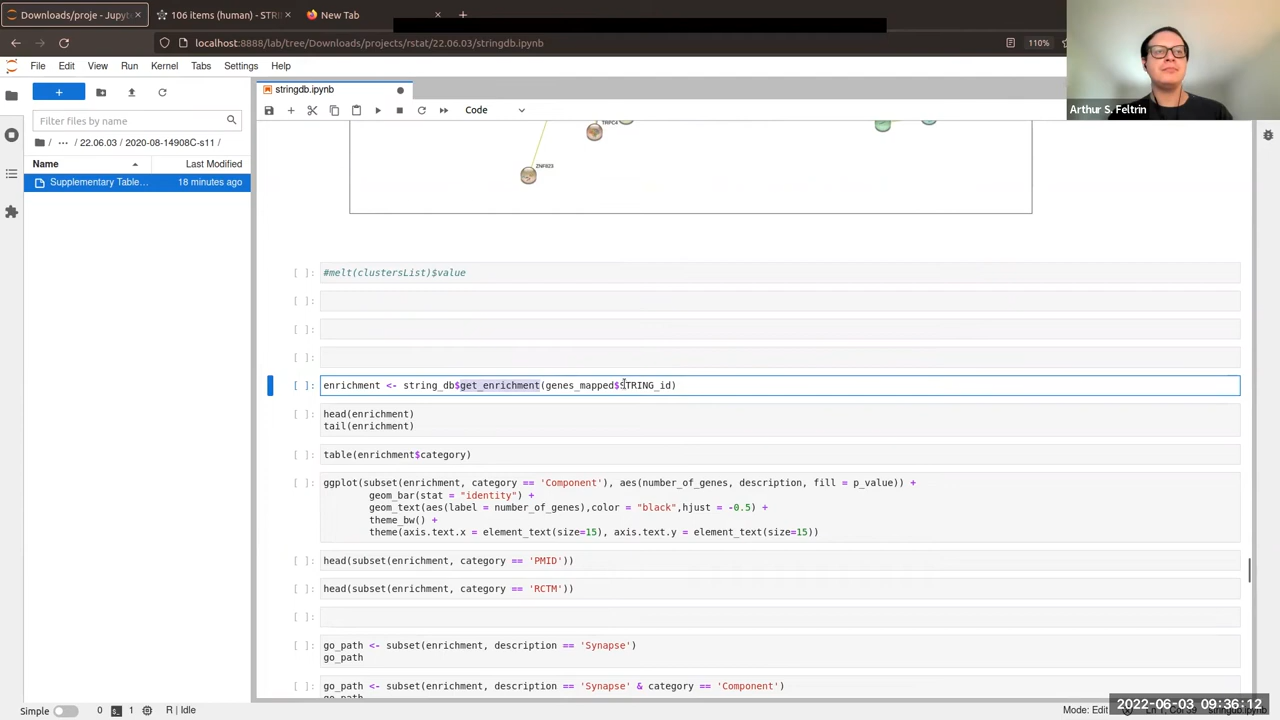 Downloads/proje - Jupyt
106 items (human) - STRI
New Tab
localhost:8888/lab/tree/Downloads/projects/rstat/22.06.03/stringdb.ipynb
110%
Arthur S. Feltrin
File Edit View Run Kernel Tabs Settings Help
stringdb.ipynb
Code
Filter files by name
/ ··· / 22.06.03 / 2020-08-14908C-s11 /
Name
Last Modified
Supplementary Table...
18 minutes ago
TRPC4
ZNF823
[ ]: #melt(clustersList)$value
[ ]:
[ ]:
[ ]:
[ ]: enrichment <- string_db$get_enrichment(genes_mapped$STRING_id)
[ ]: head(enrichment)
tail(enrichment)
[ ]: table(enrichment$category)
[ ]: ggplot(subset(enrichment, category == 'Component'), aes(number_of_genes, description, fill = p_value)) +
geom_bar(stat = "identity") +
geom_text(aes(label = number_of_genes),color = "black",hjust = -0.5) +
theme_bw() +
theme(axis.text.x = element_text(size=15), axis.text.y = element_text(size=15))
[ ]: head(subset(enrichment, category == 'PMID'))
[ ]: head(subset(enrichment, category == 'RCTM'))
[ ]:
[ ]: go_path <- subset(enrichment, description == 'Synapse')
go_path
[ ]: go_path <- subset(enrichment, description == 'Synapse' & category == 'Component')
go_path
Simple
0
1
R | Idle
Mode: Edit
2022-06-03 09:36:12